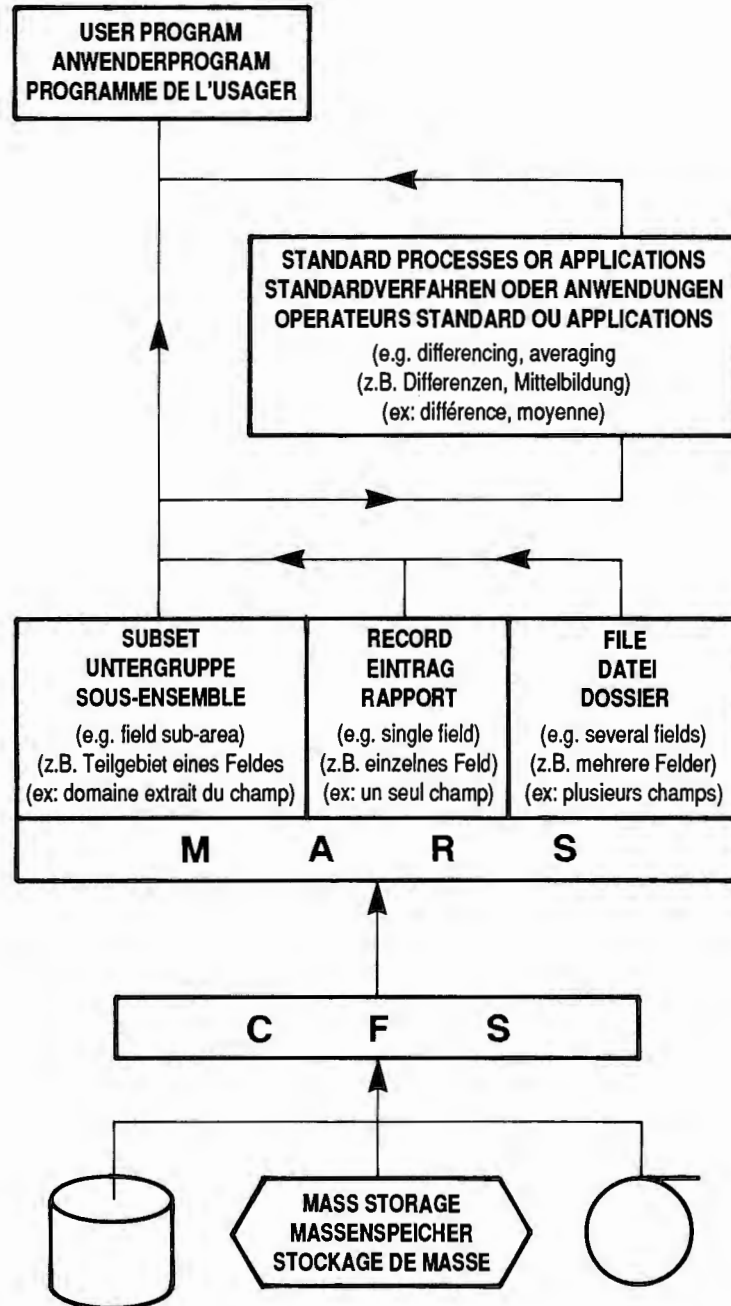 USER PROGRAM
ANWENDERPROGRAM
PROGRAMME DE L'USAGER
STANDARD PROCESSES OR APPLICATIONS
STANDARDVERFAHREN ODER ANWENDUNGEN
OPERATEURS STANDARD OU APPLICATIONS
(e.g. differencing, averaging
(z.B. Differenzen, Mittelbildung)
(ex: différence, moyenne)
SUBSET
UNTERGRUPPE
SOUS-ENSEMBLE
(e.g. field sub-area)
(z.B. Teilgebiet eines Feldes
(ex: domaine extrait du champ)
RECORD
EINTRAG
RAPPORT
(e.g. single field)
(z.B. einzelnes Feld)
(ex: un seul champ)
FILE
DATEI
DOSSIER
(e.g. several fields)
(z.B. mehrere Felder)
(ex: plusieurs champs)
M A R S
C F S
MASS STORAGE
MASSENSPEICHER
STOCKAGE DE MASSE